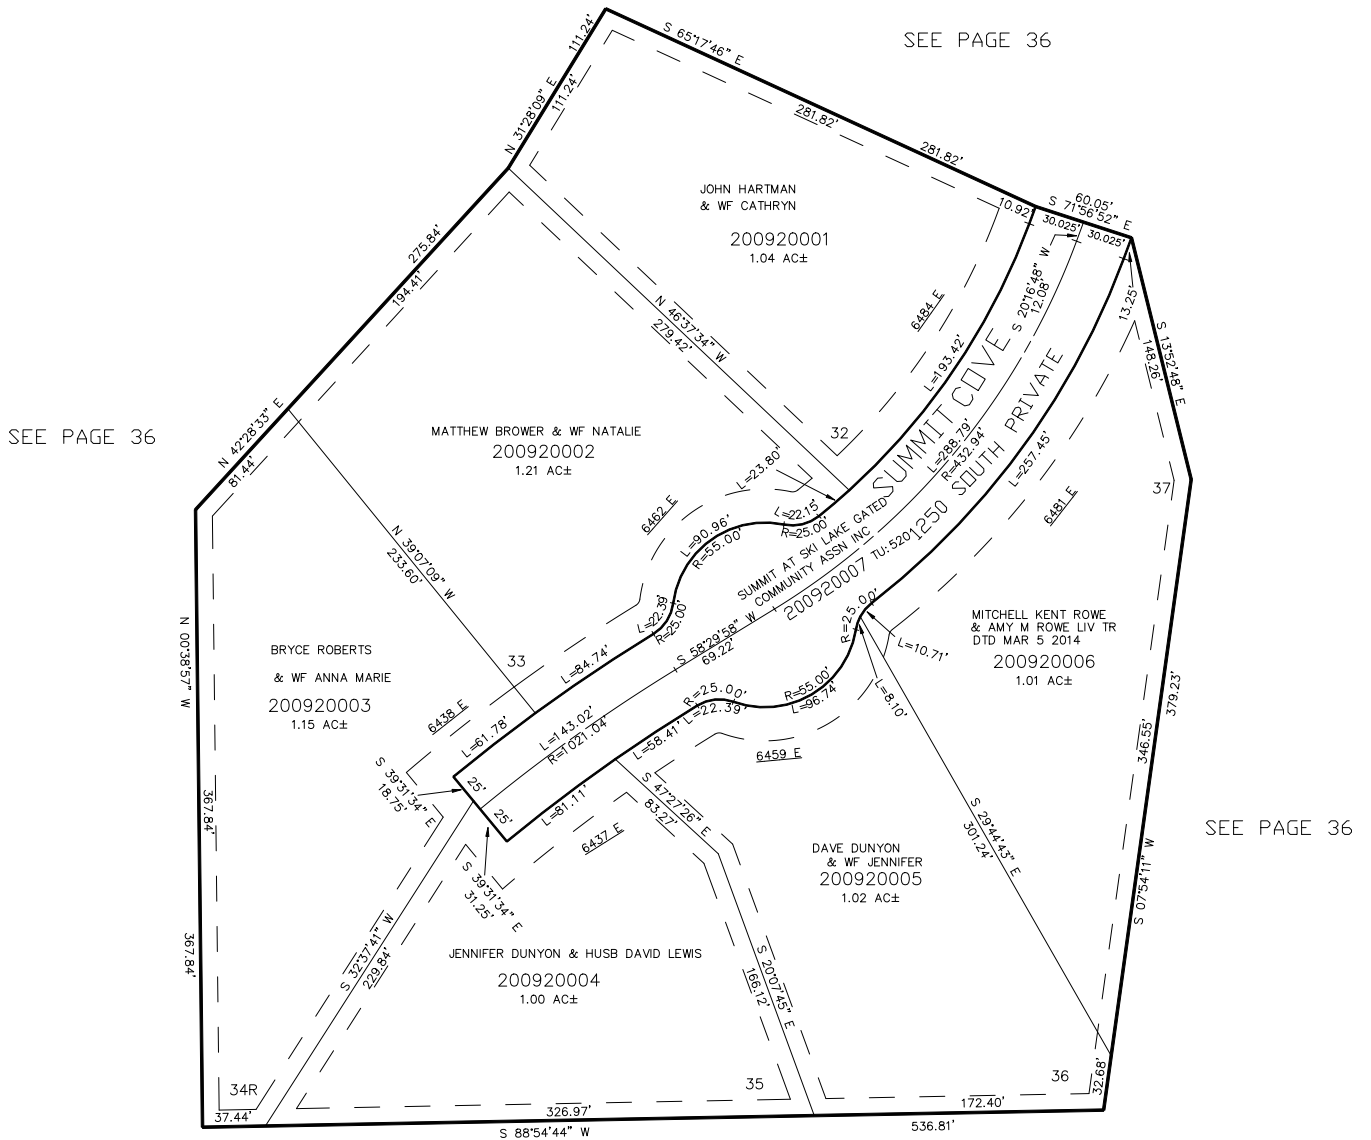 SEE PAGE 36
S 65°17'46" E
111.24'
N 31°28'09" E
111.24'
281.82'
281.82'
JOHN HARTMAN
& WF CATHRYN
200920001
1.04 AC±
10.92'
60.05'
S 71°56'52" E
30.025'
30.025'
S 20°16'48" W
12.08'
13.25'
S 13°52'48" E
148.26'
275.84'
194.41'
N 46°37'34" W
279.42'
6484 E
L=193.42'
SUMMIT COVE
SEE PAGE 36
N 42°28'33" E
81.44'
MATTHEW BROWER & WF NATALIE
200920002
1.21 AC±
32
L=23.80'
L=288.79'
R=432.94'
1250 SOUTH PRIVATE
L=257.45'
6481 E
37
6462 E
L=90.96'
R=55.00'
L=22.15'
R=25.00'
SUMMIT AT SKI LAKE GATED
COMMUNITY ASSN INC
200920007
TU: 520
N 39°07'09" W
233.60'
L=22.39'
R=25.00'
S 58°29'58" W
69.22'
R=25.00'
L=10.71'
L=8.10'
MITCHELL KENT ROWE
& AMY M ROWE LIV TR
DTD MAR 5 2014
200920006
1.01 AC±
N 00°38'57" W
BRYCE ROBERTS
& WF ANNA MARIE
200920003
1.15 AC±
33
L=84.74'
6438 E
L=61.78'
L=143.02'
R=1021.04'
R=25.00'
L=22.39'
R=55.00'
L=96.74'
L=58.41'
6459 E
379.23'
346.55'
S 39°31'34" E
18.75'
25'
25'
L=81.11'
6437 E
S 47°27'26" E
83.27'
S 29°44'43" E
301.24'
367.84'
SEE PAGE 36
DAVE DUNYON
& WF JENNIFER
200920005
1.02 AC±
S 39°31'34" E
31.25'
S 07°54'11" W
367.84'
S 32°37'41" W
229.84'
JENNIFER DUNYON & HUSB DAVID LEWIS
200920004
1.00 AC±
S 20°07'45" E
166.12'
34R
35
36
32.68'
37.44'
326.97'
172.40'
S 88°54'44" W
536.81'